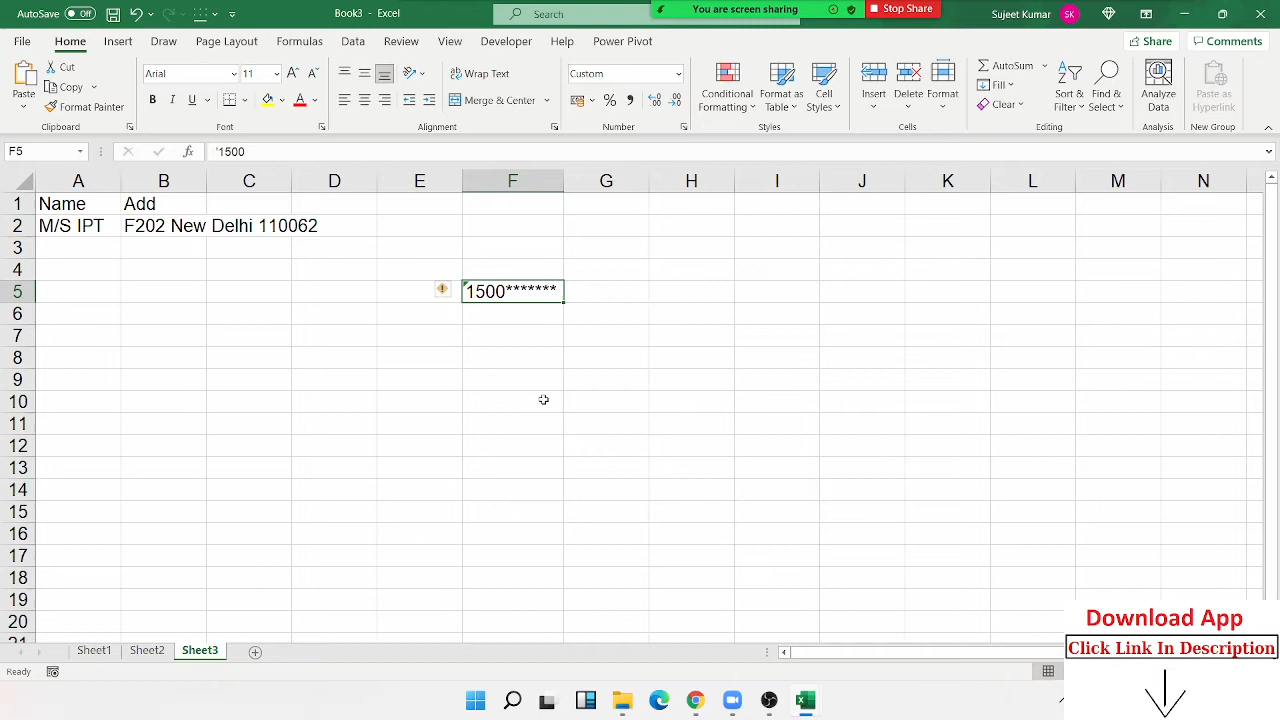 AutoSave Off Book3 - Excel Search You are screen sharing Stop Share Sujeet Kumar SK
File Home Insert Draw Page Layout Formulas Data Review View Developer Help Power Pivot Share Comments
Paste Cut Copy Format Painter Clipboard
Arial 11 B I U A Font
Wrap Text Merge & Center Alignment
Custom % Number
Conditional Formatting Format as Table Cell Styles Styles
Insert Delete Format Cells
AutoSum Fill Clear Sort & Filter Find & Select Editing
Analyze Data Analysis
Paste as Hyperlink New Group
F5 fx '1500
A B C D E F G H I J K L M N
1 Name Add
2 M/S IPT F202 New Delhi 110062
3
4
5 1500*******
6
7
8
9
10
11
12
13
14
15
16
17
18
19
20
21
Download App
Click Link In Description
Sheet1 Sheet2 Sheet3
Ready